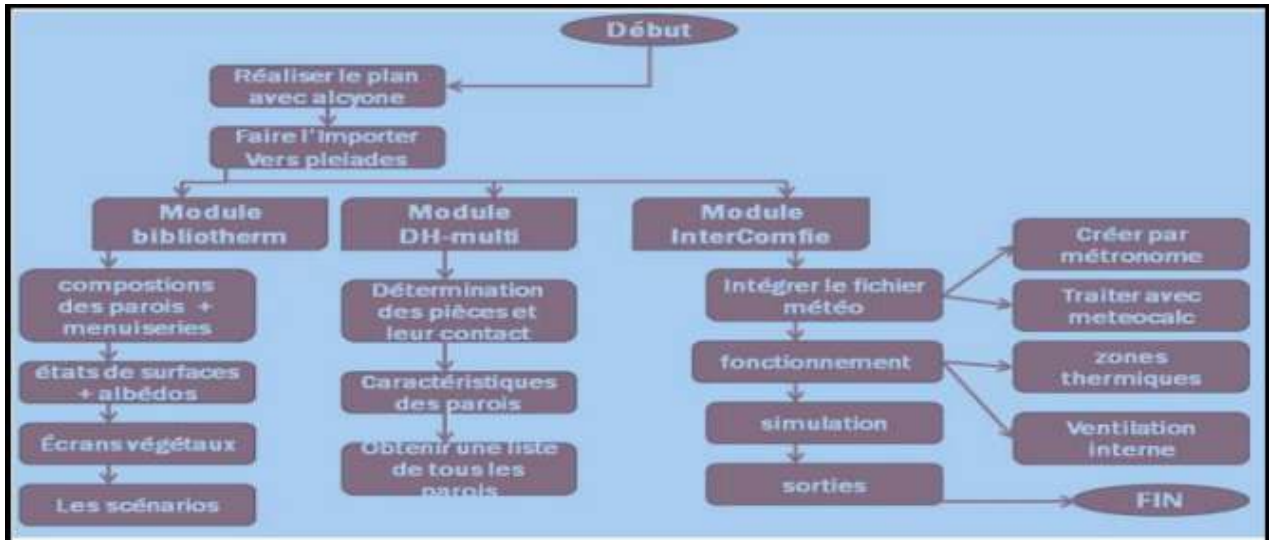 Début
Réaliser le plan
avec alcyone
Faire l'Importer
Vers pleiades
Module
bibliotherm
Module
DH-multi
Module
InterComfie
compostions
des parois +
menuiseries
états de surfaces
+ albédos
Écrans végétaux
Les scénarios
Détermination
des pièces et
leur contact
Caractéristiques
des parois
Obtenir une liste
de tous les
parois
Intégrer le fichier
météo
fonctionnement
simulation
sorties
Créer par
métronome
Traiter avec
meteocalc
zones
thermiques
Ventilation
interne
FIN